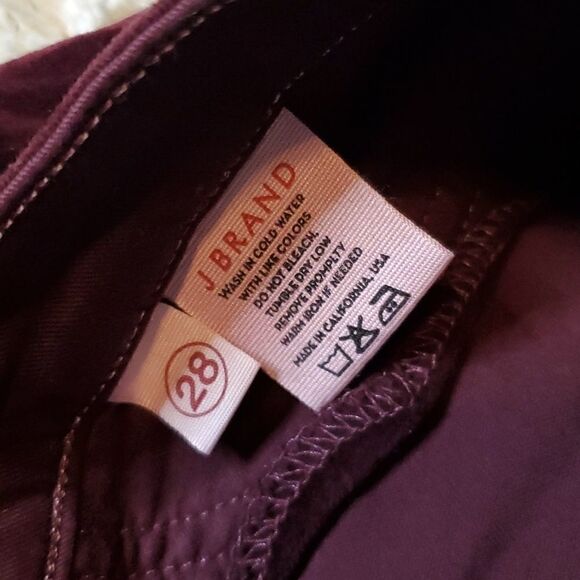 J BRAND
WASH IN COLD WATER
WITH LIKE COLORS
DO NOT BLEACH.
TUMBLE DRY LOW
REMOVE PROMPLTY
WARM IRON IF NEEDED
MADE IN CALIFORNIA, USA
28